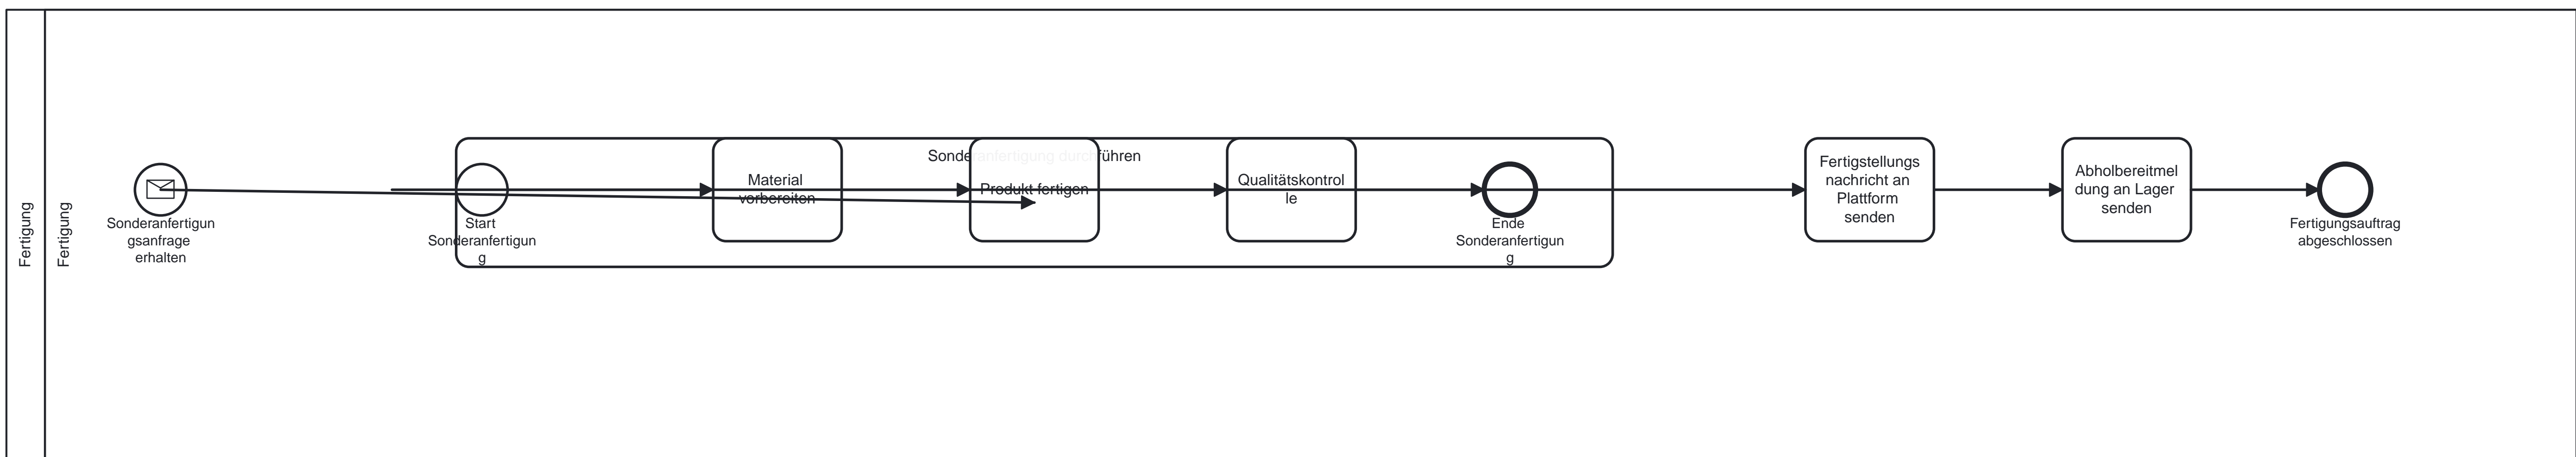 Fertigung
Fertigung
Sonderanfertigun
gsanfrage
erhalten
Sonderanfertigung durchführen
Start
Sonderanfertigun
g
Material
vorbereiten
Produkt fertigen
Qualitätskontrol
le
Ende
Sonderanfertigun
g
Fertigstellungs
nachricht an
Plattform
senden
Abholbereitmel
dung an Lager
senden
Fertigungsauftrag
abgeschlossen